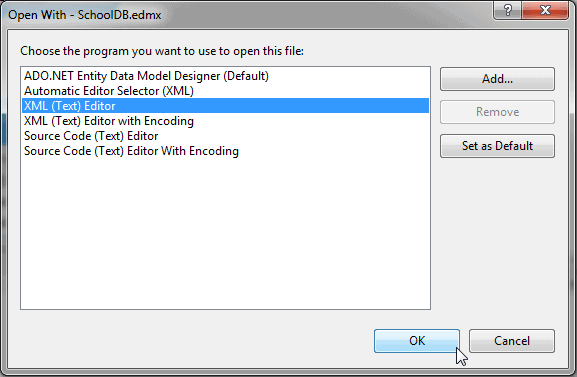 Open With - SchoolDB.edmx
Choose the program you want to use to open this file:
ADO.NET Entity Data Model Designer (Default)
Automatic Editor Selector (XML)
XML (Text) Editor
XML (Text) Editor with Encoding
Source Code (Text) Editor
Source Code (Text) Editor With Encoding
Add...
Remove
Set as Default
OK
Cancel